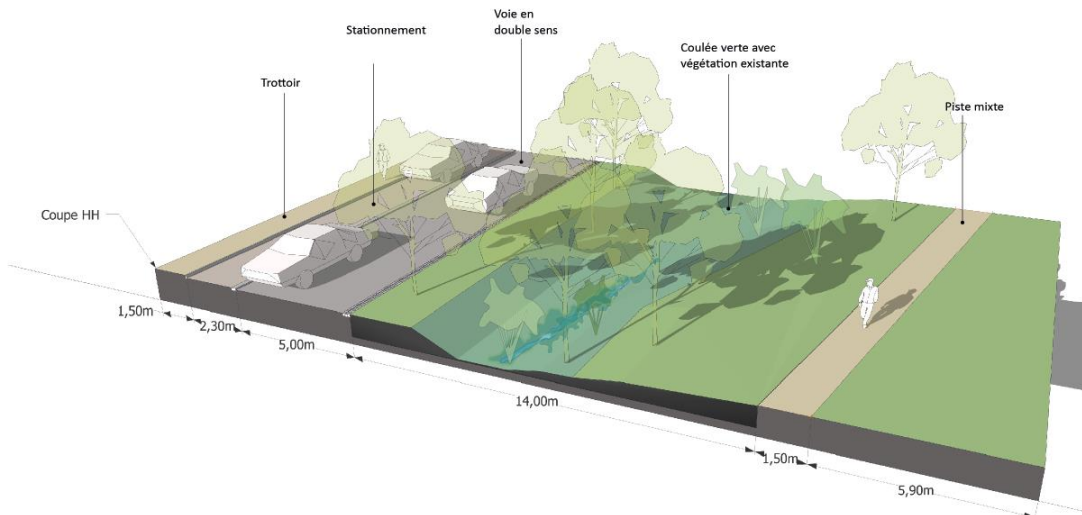 Voie en
double sens
Stationnement
Coulée verte avec
végétation existante
Trottoir
Piste mixte
Coupe HH
1,50m
2,30m
5,00m
14,00m
1,50m
5,90m